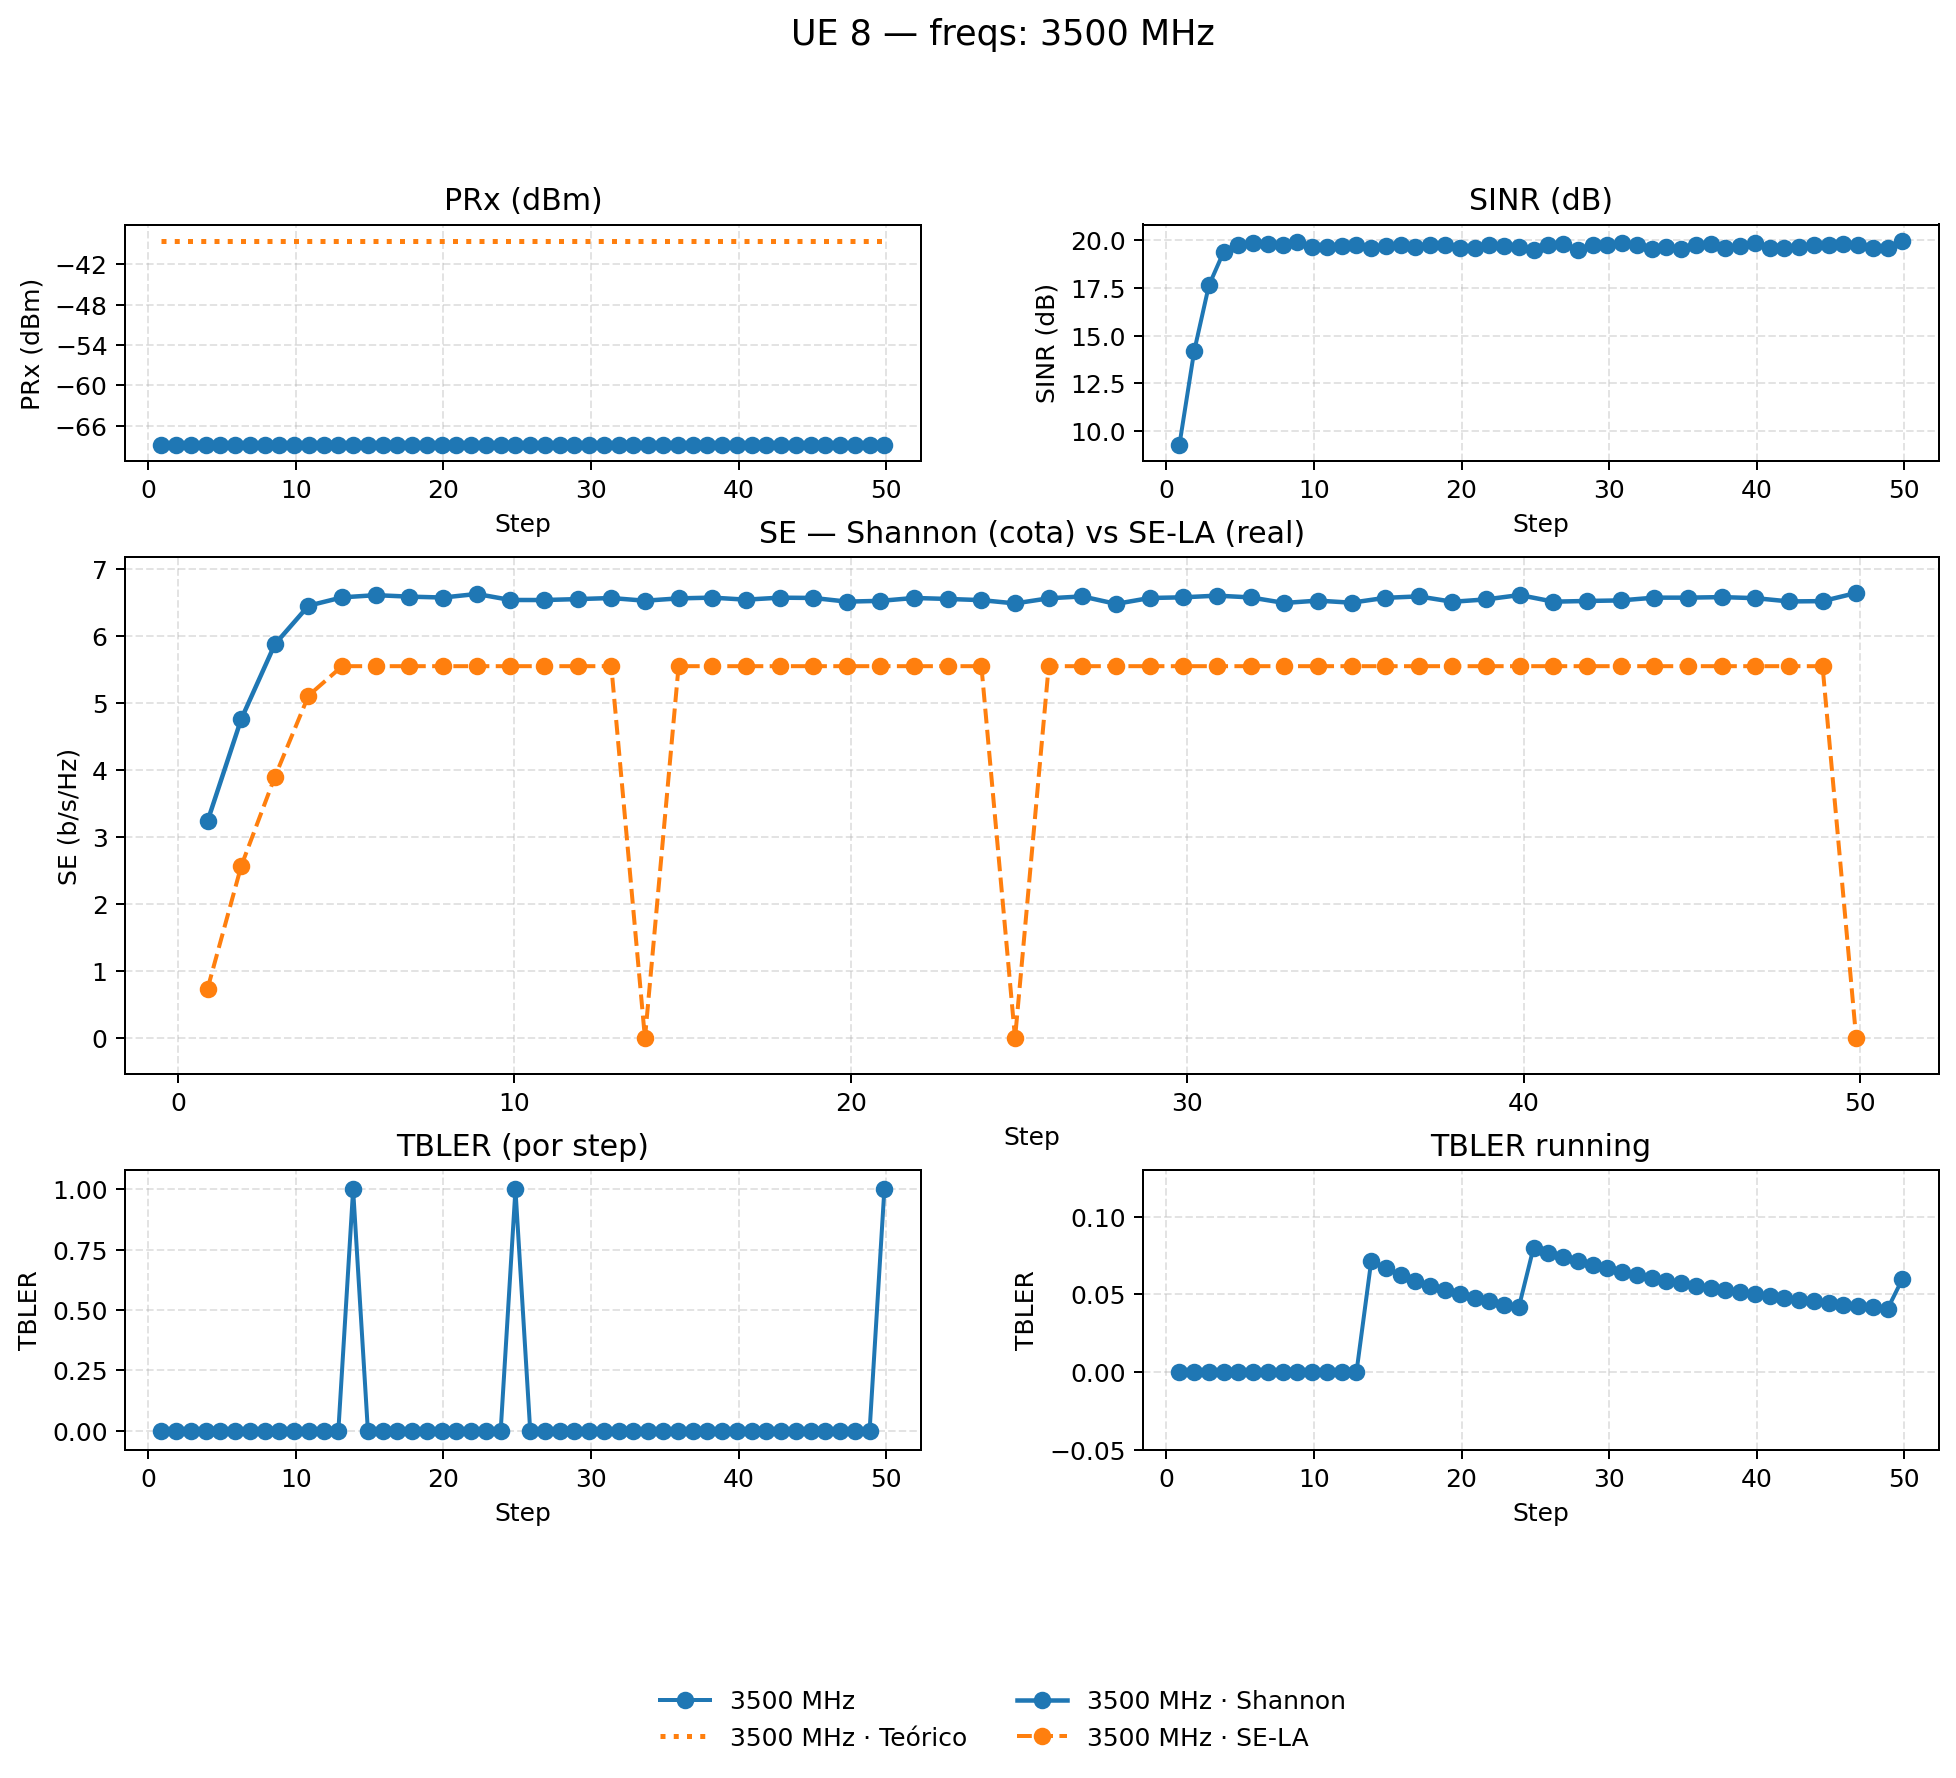 UE 8 — freqs: 3500 MHz
PRx (dBm)
PRx (dBm)
−42
−48
−54
−60
−66
0 10 20 30 40 50
Step
SINR (dB)
SINR (dB)
20.0
17.5
15.0
12.5
10.0
0 10 20 30 40 50
Step
SE — Shannon (cota) vs SE-LA (real)
SE (b/s/Hz)
7
6
5
4
3
2
1
0
0 10 20 30 40 50
Step
TBLER (por step)
TBLER
1.00
0.75
0.50
0.25
0.00
0 10 20 30 40 50
Step
TBLER running
TBLER
0.10
0.05
0.00
−0.05
0 10 20 30 40 50
Step
3500 MHz
3500 MHz · Teórico
3500 MHz · Shannon
3500 MHz · SE-LA